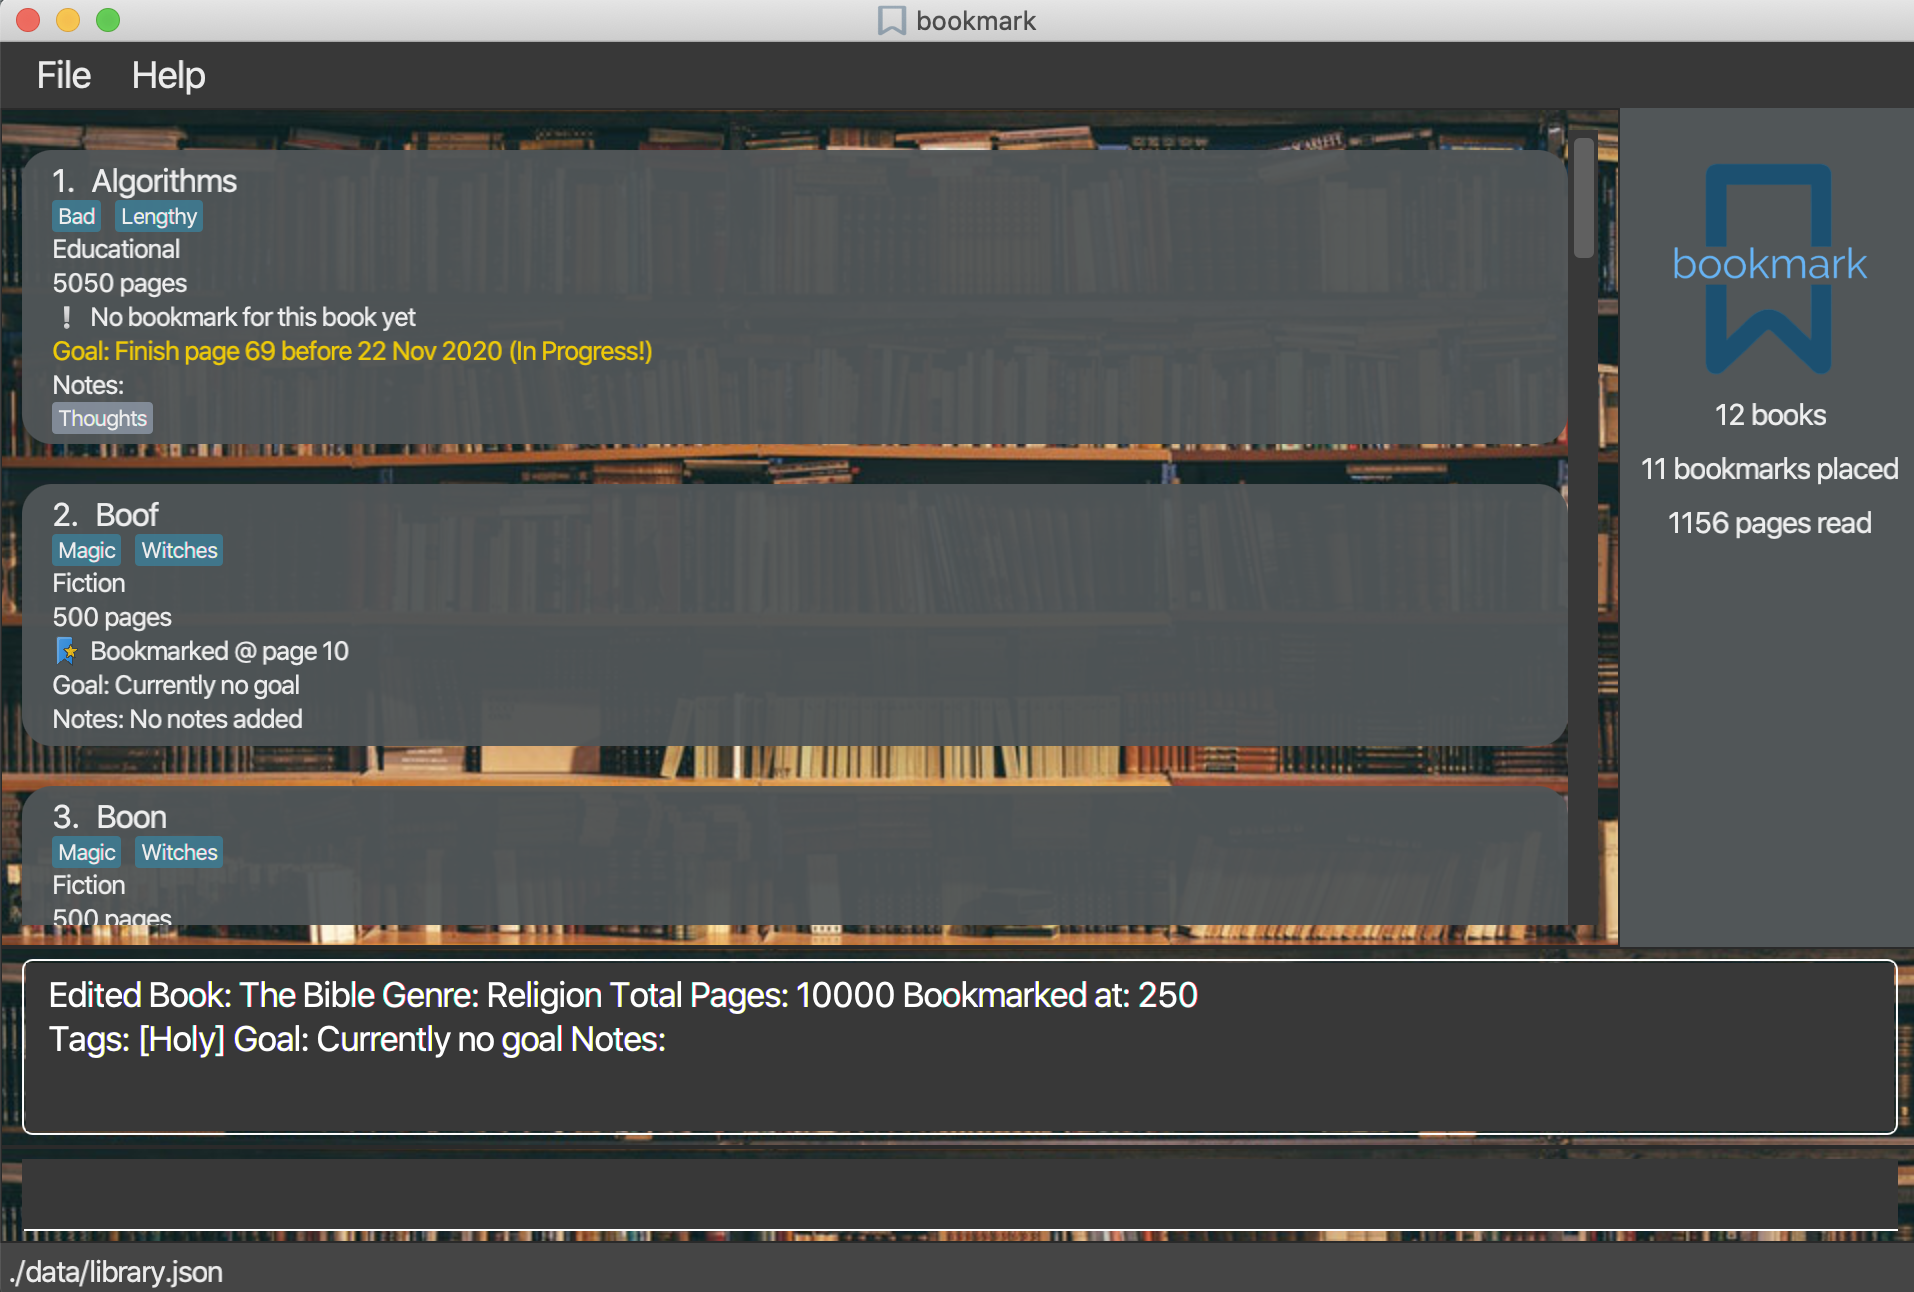 bookmark
File Help
1. Algorithms
Bad Lengthy
Educational
5050 pages
No bookmark for this book yet
Goal: Finish page 69 before 22 Nov 2020 (In Progress!)
Notes:
Thoughts
2. Boof
Magic Witches
Fiction
500 pages
Bookmarked @ page 10
Goal: Currently no goal
Notes: No notes added
3. Boon
Magic Witches
Fiction
500 pages
bookmark
12 books
11 bookmarks placed
1156 pages read
Edited Book: The Bible Genre: Religion Total Pages: 10000 Bookmarked at: 250
Tags: [Holy] Goal: Currently no goal Notes:
./data/library.json